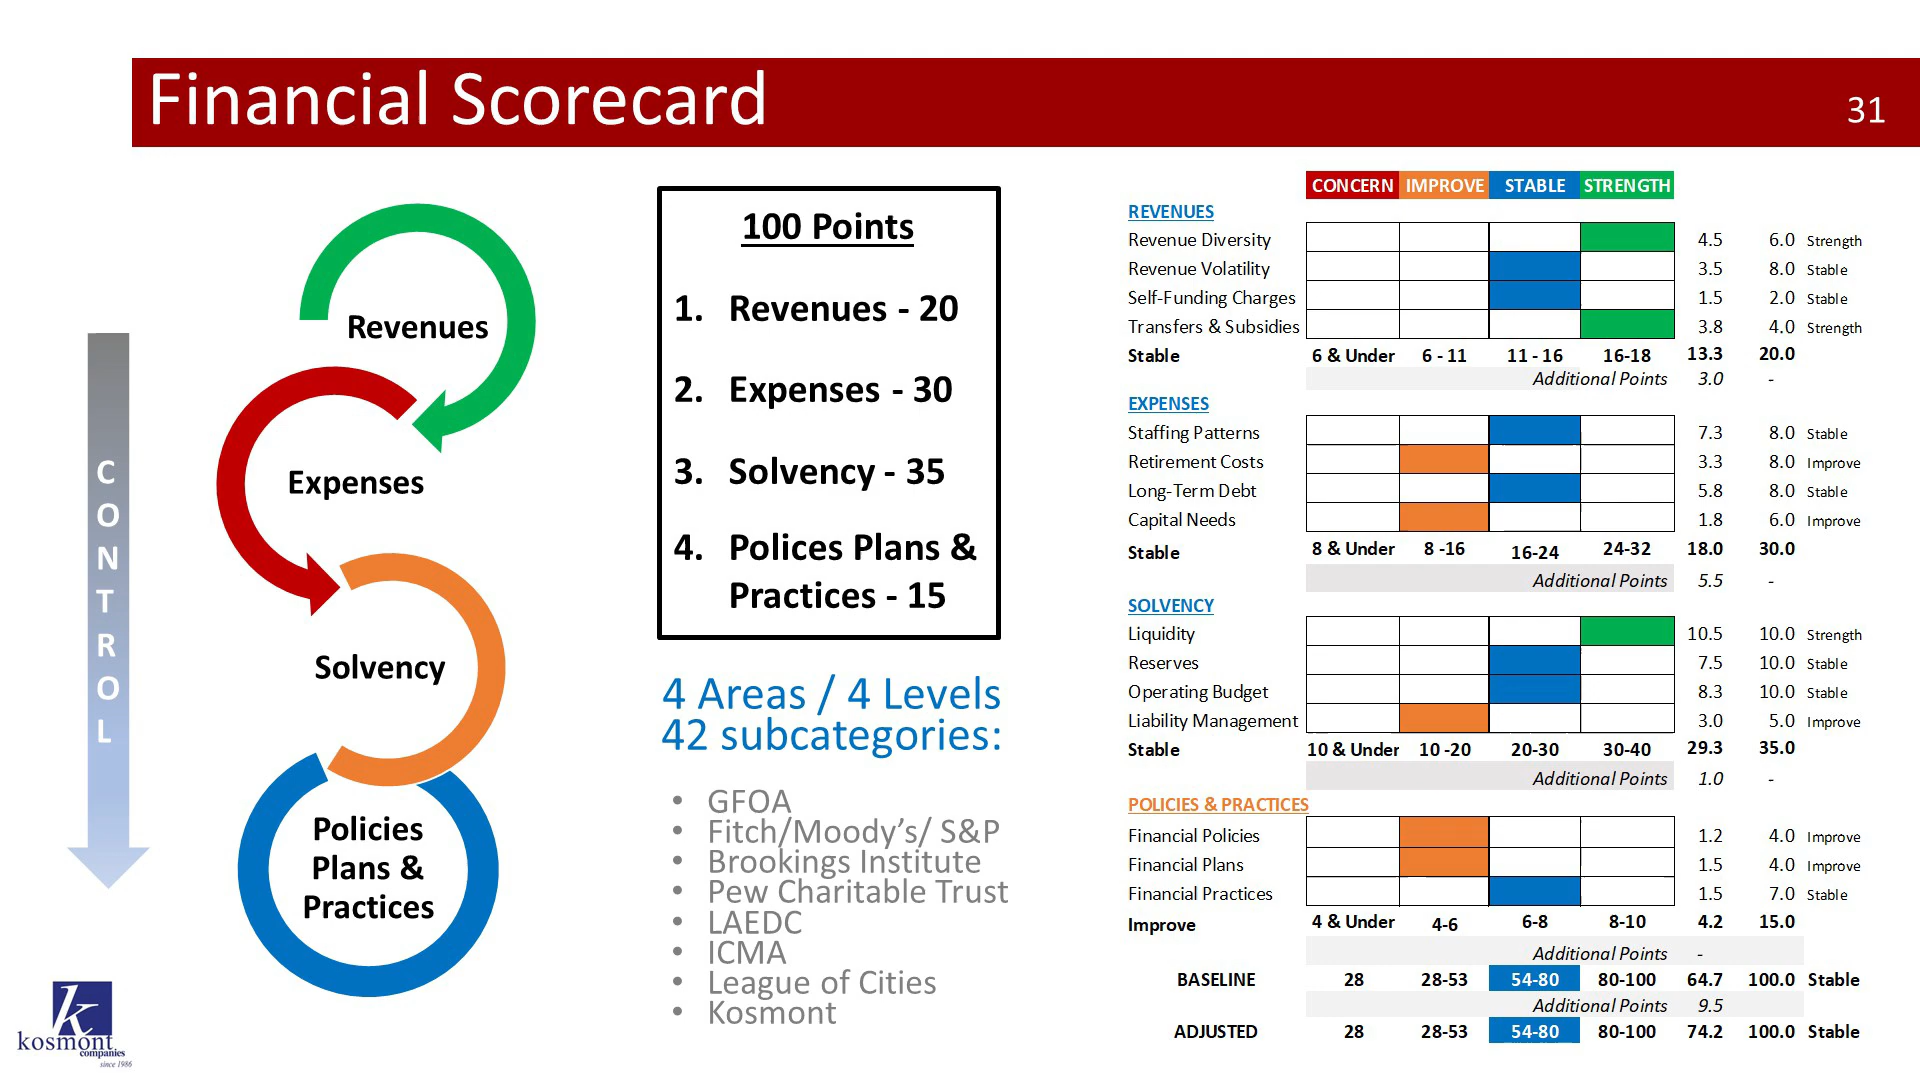 Financial Scorecard
31
CONTROL
Revenues
Expenses
Solvency
Policies
Plans &
Practices
100 Points
1. Revenues - 20
2. Expenses - 30
3. Solvency - 35
4. Polices Plans &
Practices - 15
4 Areas / 4 Levels
42 subcategories:
• GFOA
• Fitch/Moody's/ S&P
• Brookings Institute
• Pew Charitable Trust
• LAEDC
• ICMA
• League of Cities
• Kosmont
CONCERN IMPROVE STABLE STRENGTH
REVENUES
Revenue Diversity 4.5 6.0 Strength
Revenue Volatility 3.5 8.0 Stable
Self-Funding Charges 1.5 2.0 Stable
Transfers & Subsidies 3.8 4.0 Strength
Stable 6 & Under 6 - 11 11 - 16 16-18 13.3 20.0
Additional Points 3.0 -
EXPENSES
Staffing Patterns 7.3 8.0 Stable
Retirement Costs 3.3 8.0 Improve
Long-Term Debt 5.8 8.0 Stable
Capital Needs 1.8 6.0 Improve
Stable 8 & Under 8 -16 16-24 24-32 18.0 30.0
Additional Points 5.5 -
SOLVENCY
Liquidity 10.5 10.0 Strength
Reserves 7.5 10.0 Stable
Operating Budget 8.3 10.0 Stable
Liability Management 3.0 5.0 Improve
Stable 10 & Under 10 -20 20-30 30-40 29.3 35.0
Additional Points 1.0 -
POLICIES & PRACTICES
Financial Policies 1.2 4.0 Improve
Financial Plans 1.5 4.0 Improve
Financial Practices 1.5 7.0 Stable
Improve 4 & Under 4-6 6-8 8-10 4.2 15.0
Additional Points -
BASELINE 28 28-53 54-80 80-100 64.7 100.0 Stable
Additional Points 9.5
ADJUSTED 28 28-53 54-80 80-100 74.2 100.0 Stable
k
kosmont
companies
since 1986